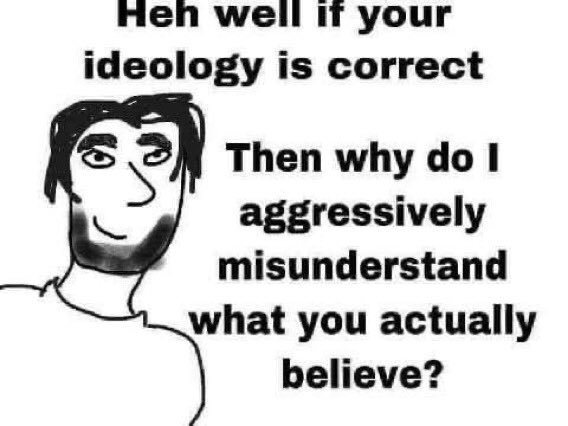 Heh well if your
ideology is correct
Then why do I
aggressively
misunderstand
what you actually
believe?